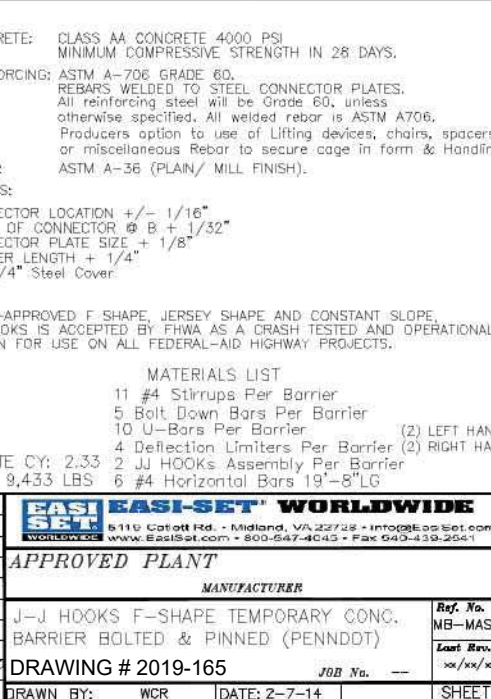 RETE: CLASS AA CONCRETE 4000 PSI
MINIMUM COMPRESSIVE STRENGTH IN 28 DAYS.
ORCING: ASTM A-706 GRADE 60.
REBARS WELDED TO STEEL CONNECTOR PLATES.
All reinforcing steel will be Grade 60, unless
otherwise specified. All welded rebar is ASTM A706.
Producers option to use of Lifting devices, chairs, spacers
or miscellaneous Rebar to secure cage in form & Handlin
ASTM A-36 (PLAIN/ MILL FINISH).
S:
ECTOR LOCATION +/- 1/16"
OF CONNECTOR @ B + 1/32"
ECTOR PLATE SIZE + 1/8"
ER LENGTH + 1/4"
/4" Steel Cover
-APPROVED F SHAPE, JERSEY SHAPE AND CONSTANT SLOPE,
OKS IS ACCEPTED BY FHWA AS A CRASH TESTED AND OPERATIONAL
N FOR USE ON ALL FEDERAL-AID HIGHWAY PROJECTS.
MATERIALS LIST
11 #4 Stirrups Per Barrier
5 Bolt Down Bars Per Barrier
10 U-Bars Per Barrier (2) LEFT HAN
4 Deflection Limiters Per Barrier (2) RIGHT HA
TE CY: 2.33 2 JJ HOOKs Assembly Per Barrier
9,433 LBS 6 #4 Horizontal Bars 19'-8"LG
EASI SET WORLDWIDE EASI-SET' WORLDWIDE
5119 Catlett Rd. - Midland, VA 22728 - info@EasiSet.com
www.EasiSet.com - 800-547-4045 - Fax 540-439-2541
APPROVED PLANT
MANUFACTURER
J-J HOOKS F-SHAPE TEMPORARY CONC.
BARRIER BOLTED & PINNED (PENNDOT)
DRAWING # 2019-165
JOB No. --
Ref. No.
MB-MAS
Last Rev.
xx/xx/x
DRAWN BY: WCR DATE: 2-7-14 SHEET